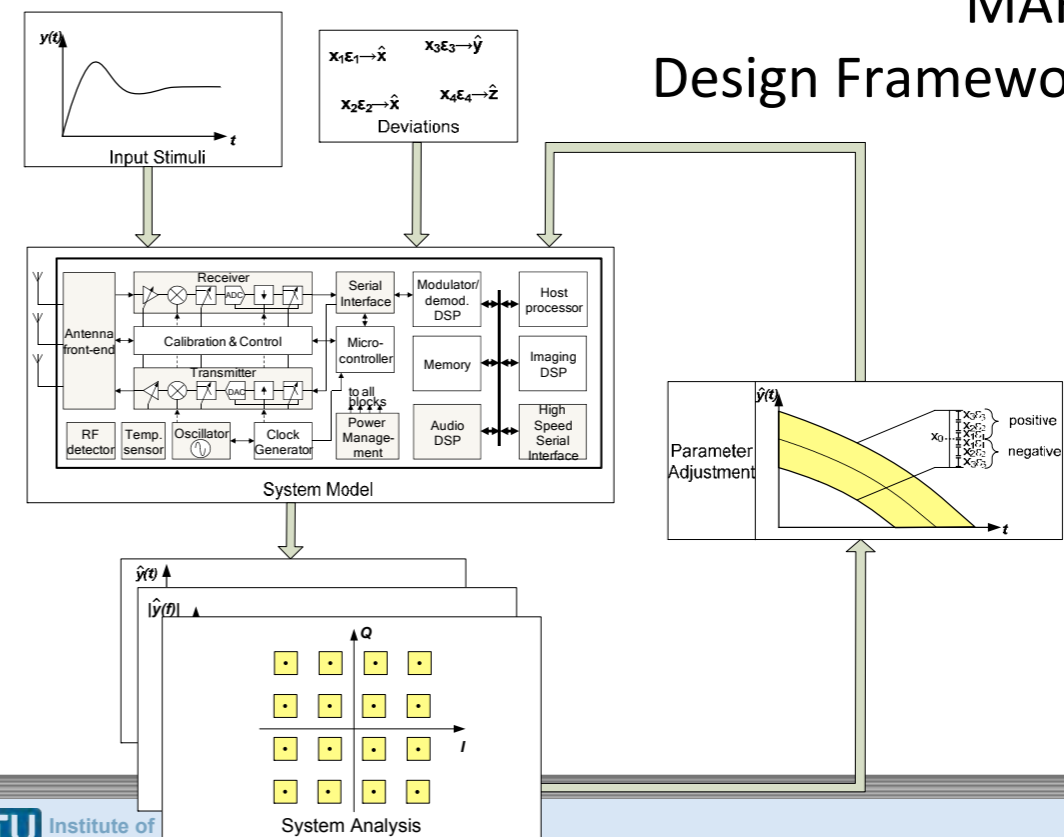 Design Framewo
y(t)
t
Input Stimuli
x₁ε₁→x̂
x₃ε₃→ŷ
x₂ε₂→x̂
x₄ε₄→ẑ
Deviations
Receiver
ADC
Antenna
front-end
Calibration & Control
Transmitter
DAC
RF
detector
Temp.
sensor
Oscillator
Clock
Generator
Serial
Interface
Micro-
controller
to all
blocks
Power
Manage-
ment
Modulator/
demod.
DSP
Memory
Audio
DSP
Host
processor
Imaging
DSP
High
Speed
Serial
Interface
System Model
Parameter
Adjustment
ŷ(t)
x₀
positive
negative
t
ŷ(t)
|ŷ(f)|
Q
I
System Analysis
Institute of